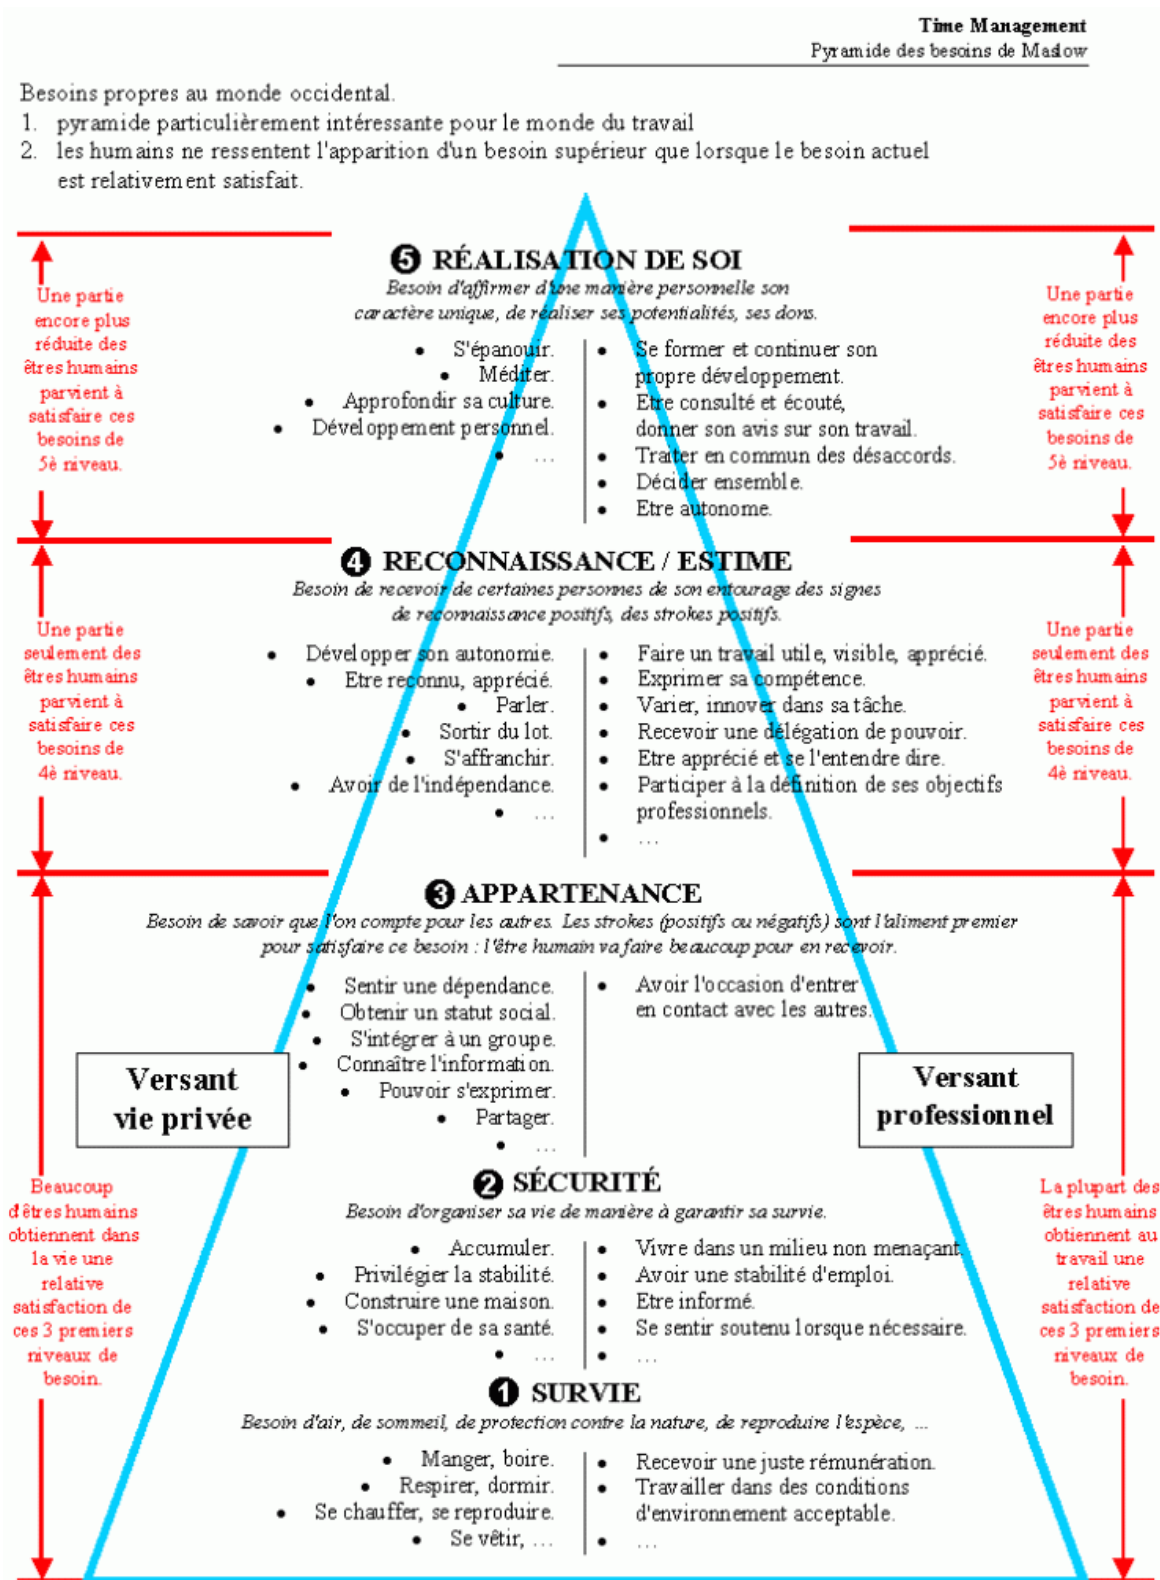 Time Management
Pyramide des besoins de Maslow
Besoins propres au monde occidental.
1. pyramide particulièrement intéressante pour le monde du travail
2. les humains ne ressentent l'apparition d'un besoin supérieur que lorsque le besoin actuel
est relativement satisfait.
❺ RÉALISATION DE SOI
Besoin d'affirmer d'une manière personnelle son
caractère unique, de réaliser ses potentialités, ses dons.
• S'épanouir.
• Méditer.
• Approfondir sa culture.
• Développement personnel.
• ...
• Se former et continuer son
propre développement.
• Etre consulté et écouté,
donner son avis sur son travail.
• Traiter en commun des désaccords.
• Décider ensemble.
• Etre autonome.
Une partie
encore plus
réduite des
êtres humains
parvient à
satisfaire ces
besoins de
5è niveau.
Une partie
encore plus
réduite des
êtres humains
parvient à
satisfaire ces
besoins de
5è niveau.
❹ RECONNAISSANCE / ESTIME
Besoin de recevoir de certaines personnes de son entourage des signes
de reconnaissance positifs, des strokes positifs.
• Développer son autonomie.
• Etre reconnu, apprécié.
• Parler.
• Sortir du lot.
• S'affranchir.
• Avoir de l'indépendance.
• ...
• Faire un travail utile, visible, apprécié.
• Exprimer sa compétence.
• Varier, innover dans sa tâche.
• Recevoir une délégation de pouvoir.
• Etre apprécié et se l'entendre dire.
• Participer à la définition de ses objectifs
professionnels.
• ...
Une partie
seulement des
êtres humains
parvient à
satisfaire ces
besoins de
4è niveau.
Une partie
seulement des
êtres humains
parvient à
satisfaire ces
besoins de
4è niveau.
❸ APPARTENANCE
Besoin de savoir que l'on compte pour les autres. Les strokes (positifs ou négatifs) sont l'aliment premier
pour satisfaire ce besoin : l'être humain va faire beaucoup pour en recevoir.
• Sentir une dépendance.
• Obtenir un statut social.
• S'intégrer à un groupe.
• Connaître l'information.
• Pouvoir s'exprimer.
• Partager.
• ...
• Avoir l'occasion d'entrer
en contact avec les autres.
Versant
vie privée
Versant
professionnel
❷ SÉCURITÉ
Besoin d'organiser sa vie de manière à garantir sa survie.
• Accumuler.
• Privilégier la stabilité.
• Construire une maison.
• S'occuper de sa santé.
• ...
• Vivre dans un milieu non menaçant.
• Avoir une stabilité d'emploi.
• Etre informé.
• Se sentir soutenu lorsque nécessaire.
• ...
Beaucoup
d'êtres humains
obtiennent dans
la vie une
relative
satisfaction de
ces 3 premiers
niveaux de
besoin.
La plupart des
êtres humains
obtiennent au
travail une
relative
satisfaction de
ces 3 premiers
niveaux de
besoin.
❶ SURVIE
Besoin d'air, de sommeil, de protection contre la nature, de reproduire l'espèce, ...
• Manger, boire.
• Respirer, dormir.
• Se chauffer, se reproduire.
• Se vêtir, ...
• Recevoir une juste rémunération.
• Travailler dans des conditions
d'environnement acceptable.
• ...